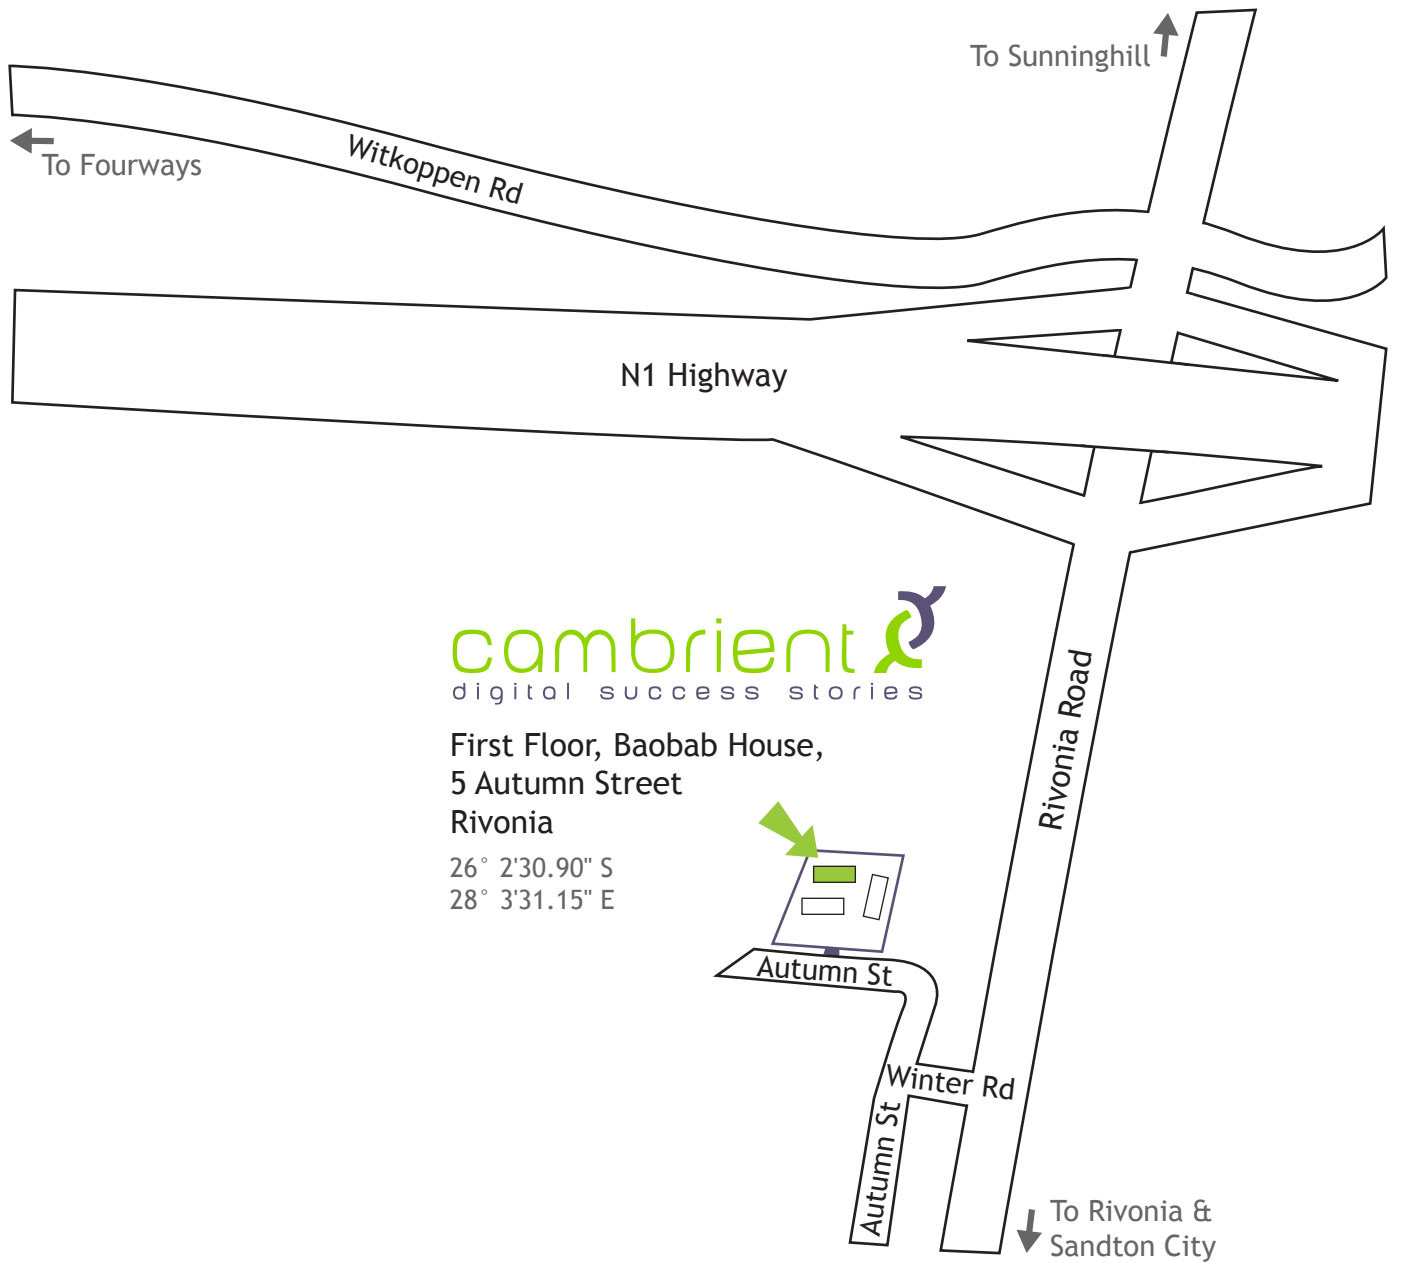 To Sunninghill
To Fourways
Witkoppen Rd
N1 Highway
cambrient
digital success stories
First Floor, Baobab House,
5 Autumn Street
Rivonia
26° 2'30.90" S
28° 3'31.15" E
Rivonia Road
Autumn St
Winter Rd
Autumn St
To Rivonia &
Sandton City